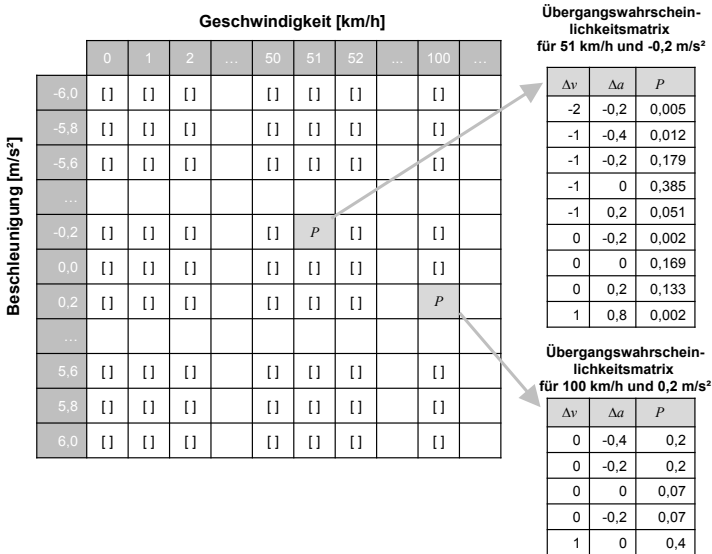 Geschwindigkeit [km/h]
0 1 2 … 50 51 52 ... 100 …
Beschleunigung [m/s²]
-6,0 [ ] [ ] [ ] [ ] [ ] [ ] [ ]
-5,8 [ ] [ ] [ ] [ ] [ ] [ ] [ ]
-5,6 [ ] [ ] [ ] [ ] [ ] [ ] [ ]
…
-0,2 [ ] [ ] [ ] [ ] P [ ] [ ]
0,0 [ ] [ ] [ ] [ ] [ ] [ ] [ ]
0,2 [ ] [ ] [ ] [ ] [ ] [ ] P
…
5,6 [ ] [ ] [ ] [ ] [ ] [ ] [ ]
5,8 [ ] [ ] [ ] [ ] [ ] [ ] [ ]
6,0 [ ] [ ] [ ] [ ] [ ] [ ] [ ]
Übergangswahrschein-
lichkeitsmatrix
für 51 km/h und -0,2 m/s²
Δv Δa P
-2 -0,2 0,005
-1 -0,4 0,012
-1 -0,2 0,179
-1 0 0,385
-1 0,2 0,051
0 -0,2 0,002
0 0 0,169
0 0,2 0,133
1 0,8 0,002
Übergangswahrschein-
lichkeitsmatrix
für 100 km/h und 0,2 m/s²
Δv Δa P
0 -0,4 0,2
0 -0,2 0,2
0 0 0,07
0 -0,2 0,07
1 0 0,4